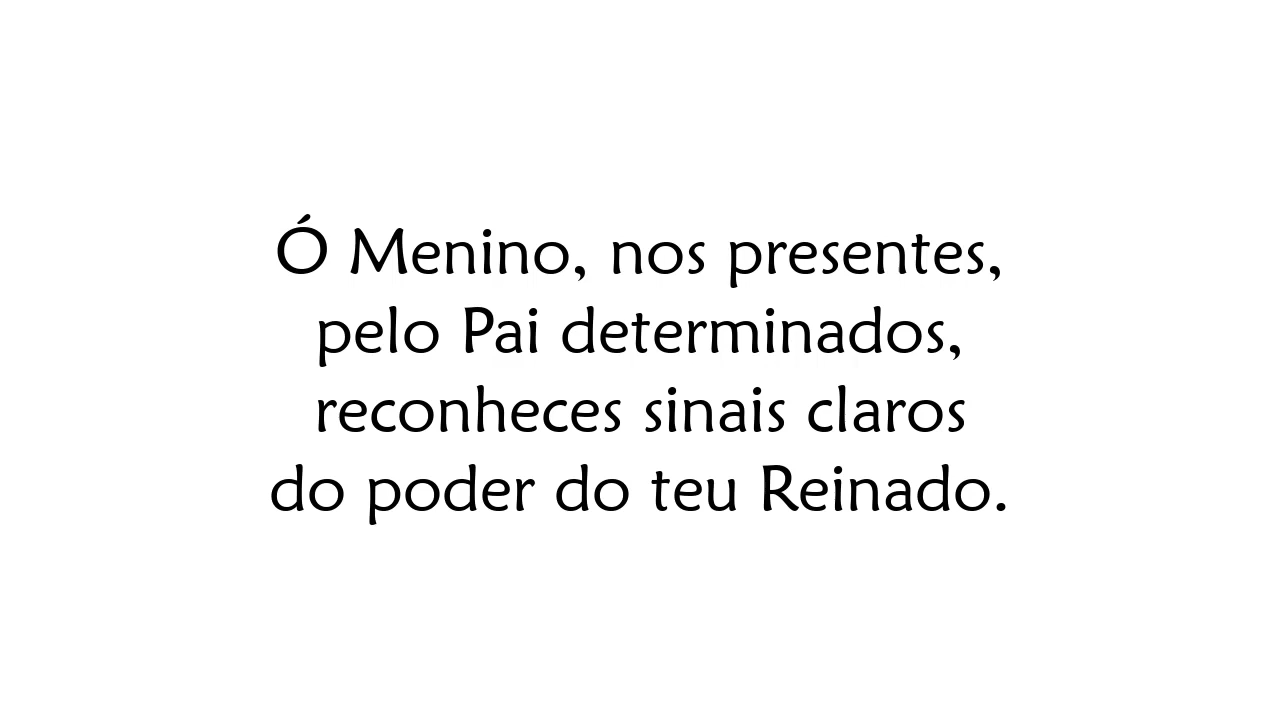 Ó Menino, nos presentes,
pelo Pai determinados,
reconheces sinais claros
do poder do teu Reinado.